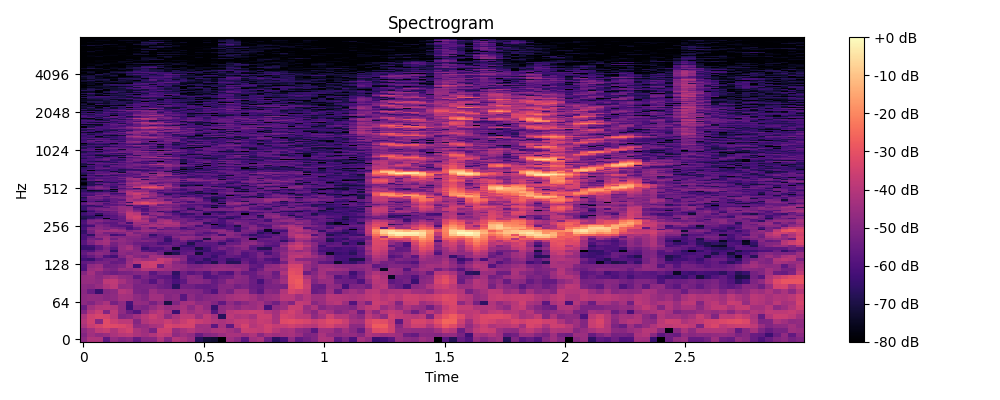 Spectrogram
Hz
4096
2048
1024
512
256
128
64
0
0
0.5
1
1.5
2
2.5
Time
+0 dB
-10 dB
-20 dB
-30 dB
-40 dB
-50 dB
-60 dB
-70 dB
-80 dB